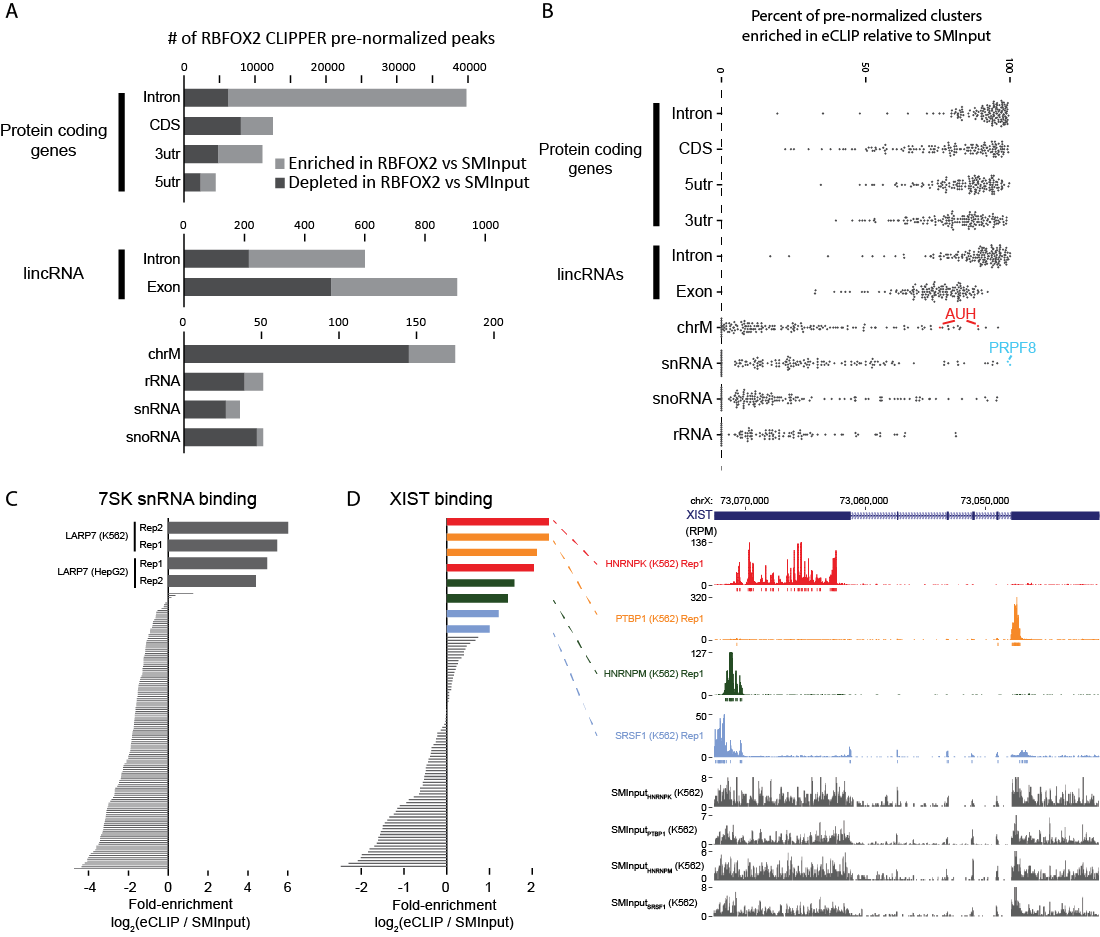 A
# of RBFOX2 CLIPPER pre-normalized peaks
0 10000 20000 30000 40000
Protein coding genes
Intron
CDS
3utr
5utr
Enriched in RBFOX2 vs SMInput
Depleted in RBFOX2 vs SMInput
0 200 400 600 800 1000
lincRNA
Intron
Exon
0 50 100 150 200
chrM
rRNA
snRNA
snoRNA
B
Percent of pre-normalized clusters
enriched in eCLIP relative to SMInput
0 50 100
Protein coding
genes
Intron
CDS
5utr
3utr
lincRNAs
Intron
Exon
chrM
AUH
snRNA
PRPF8
snoRNA
rRNA
C
7SK snRNA binding
LARP7 (K562)
Rep2
Rep1
LARP7 (HepG2)
Rep1
Rep2
-4 -2 0 2 4 6
Fold-enrichment
log2(eCLIP / SMInput)
D
XIST binding
-2 -1 0 1 2
Fold-enrichment
log2(eCLIP / SMInput)
chrX: 73,070,000 73,060,000 73,050,000
XIST
(RPM)
136
HNRNPK (K562) Rep1
0
320
PTBP1 (K562) Rep1
0
127
HNRNPM (K562) Rep1
0
50
SRSF1 (K562) Rep1
0
8
SMInputHNRNPK (K562)
0
7
SMInputPTBP1 (K562)
0
6
SMInputHNRNPM (K562)
0
8
SMInputSRSF1 (K562)
0